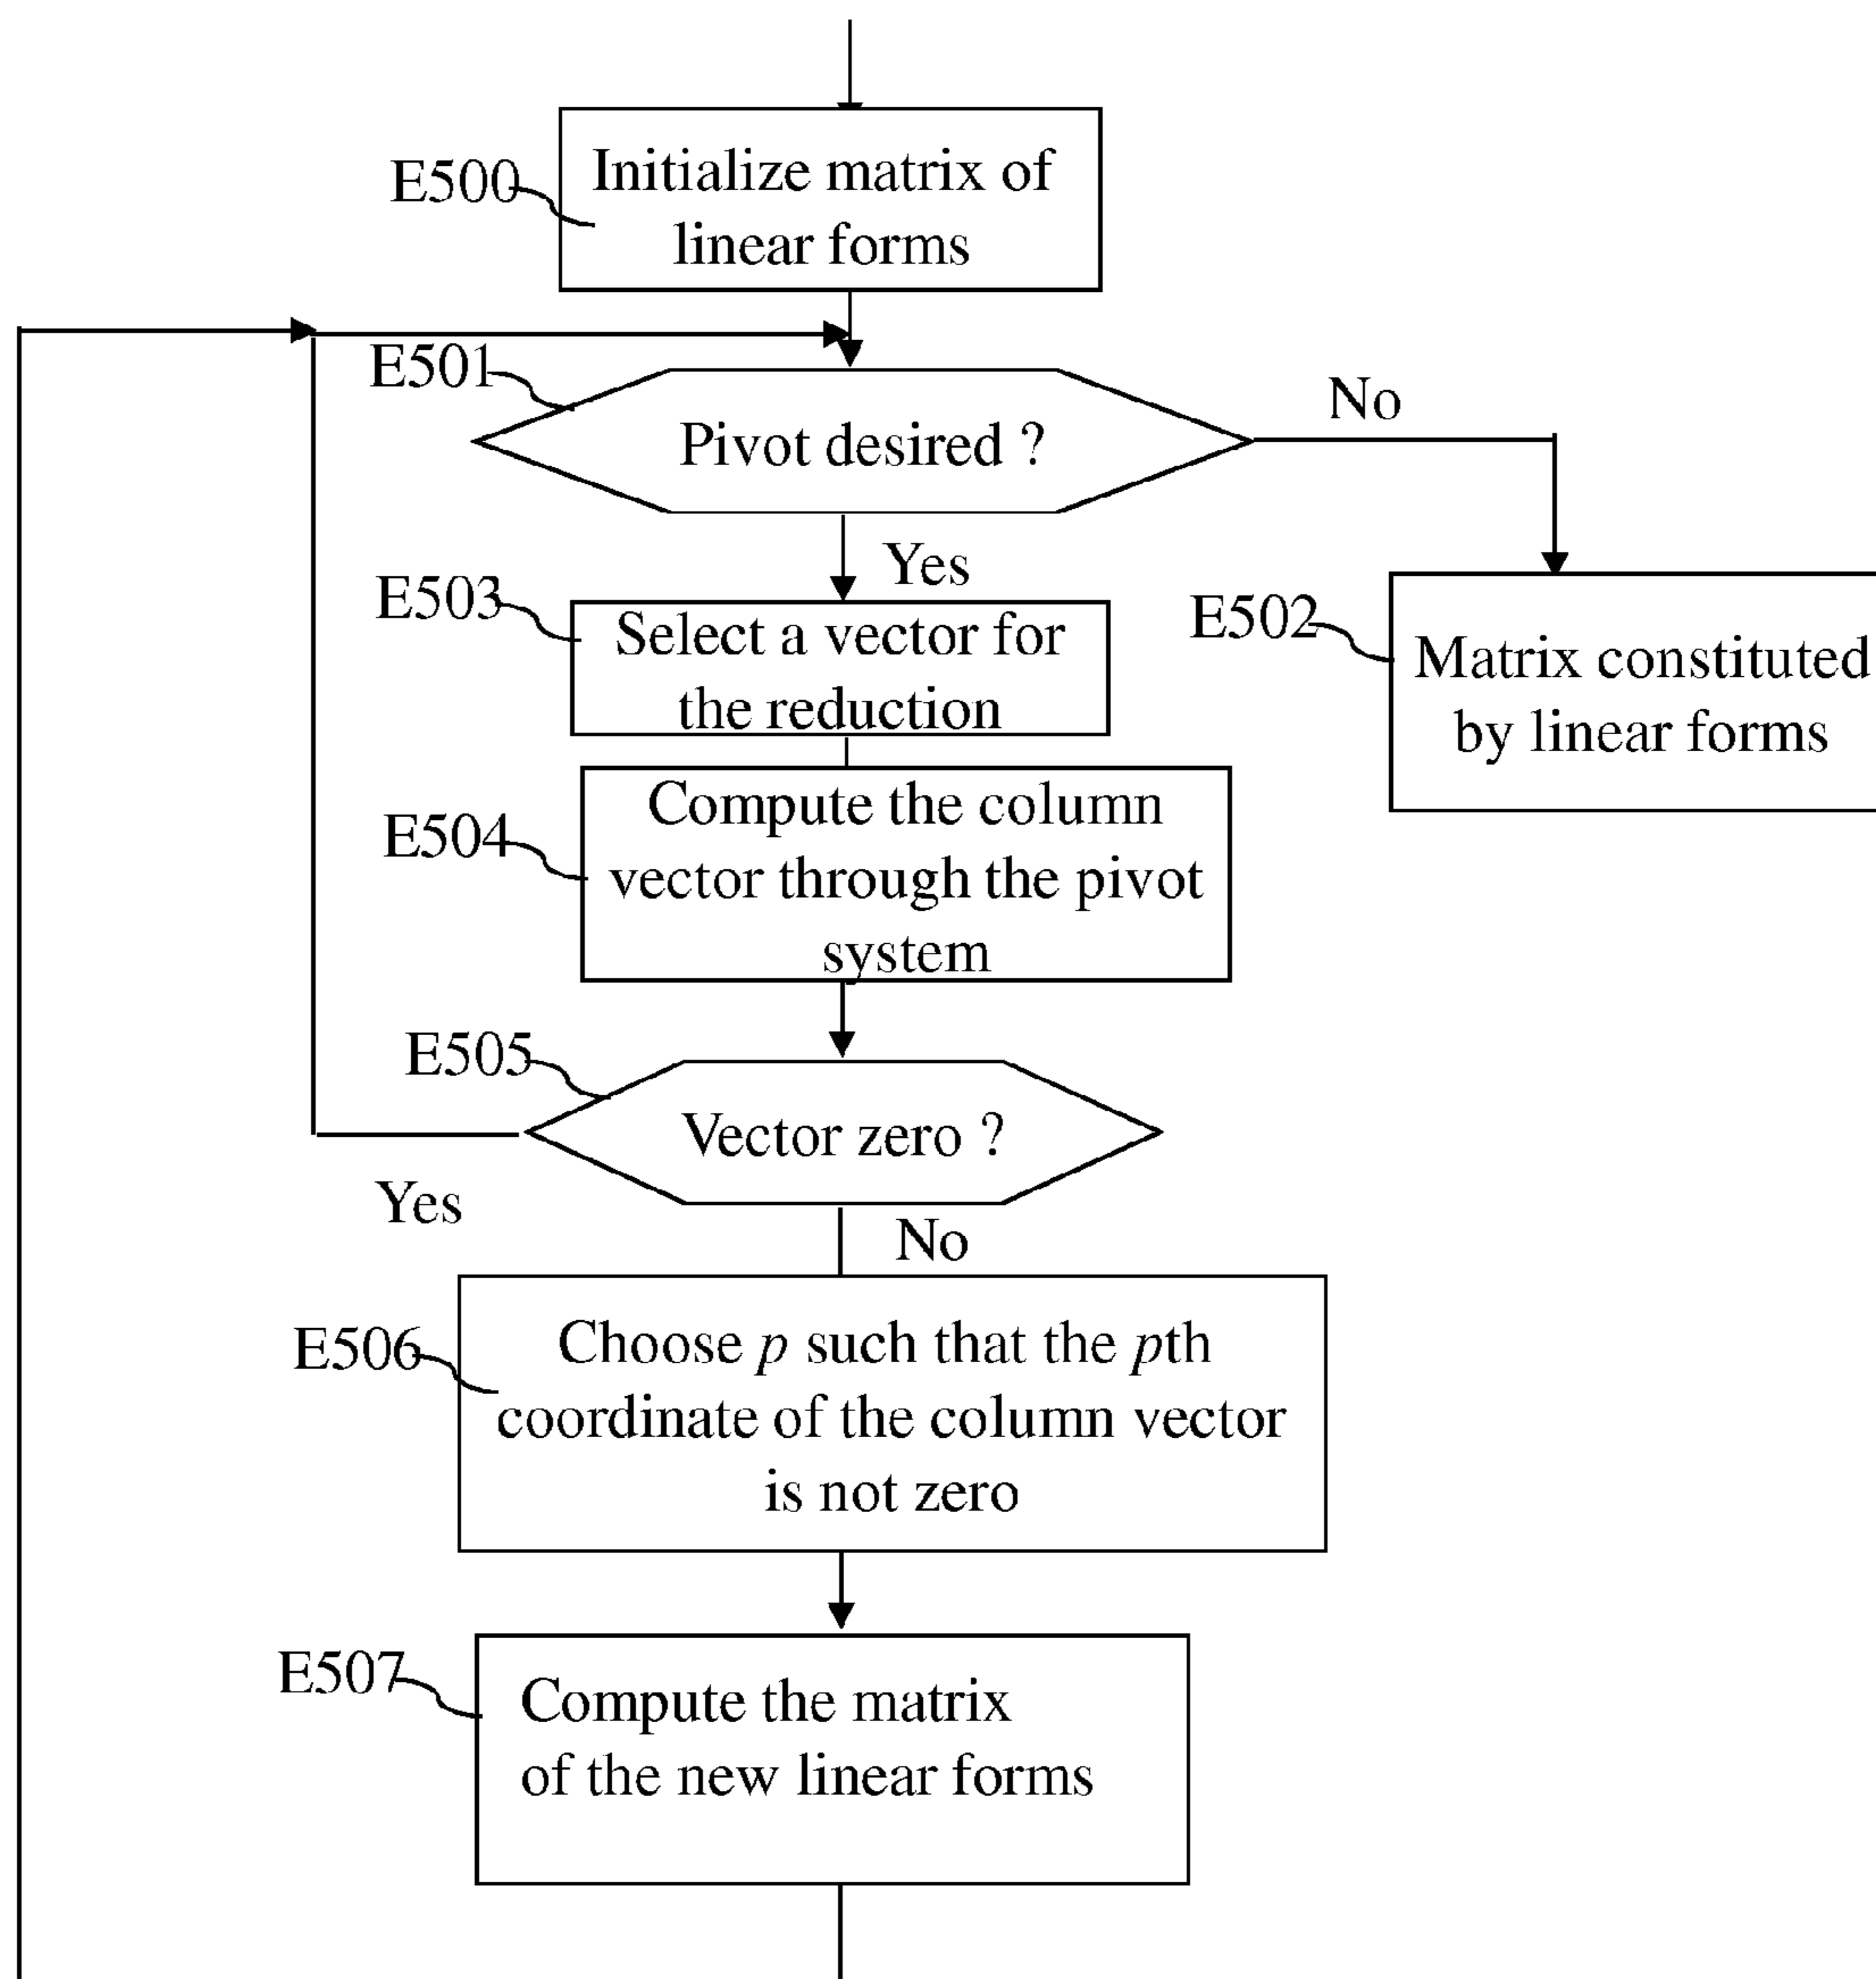 E500
Initialize matrix of
linear forms
E501
Pivot desired ?
No
Yes
E503
Select a vector for
the reduction
E502
Matrix constituted
by linear forms
E504
Compute the column
vector through the pivot
system
E505
Vector zero ?
Yes
No
E506
Choose p such that the pth
coordinate of the column vector
is not zero
E507
Compute the matrix
of the new linear forms